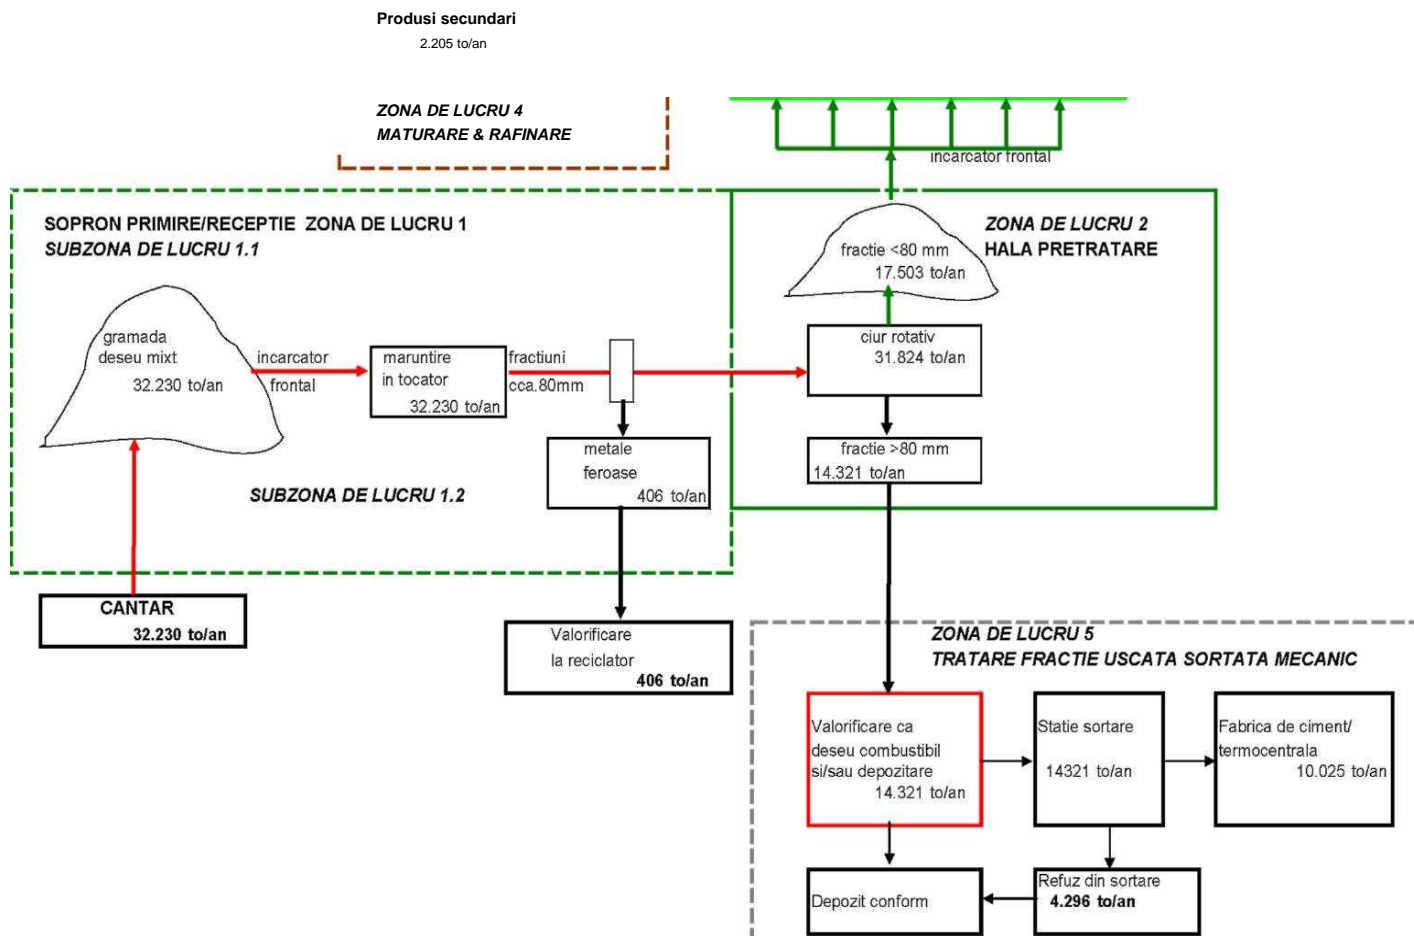 Produsi secundari
2.205 to/an
ZONA DE LUCRU 4
MATURARE & RAFINARE
incarcator frontal
SOPRON PRIMIRE/RECEPTIE ZONA DE LUCRU 1
SUBZONA DE LUCRU 1.1
ZONA DE LUCRU 2
HALA PRETRATARE
fractie <80 mm
17.503 to/an
gramada
deseu mixt
32.230 to/an
incarcator
frontal
maruntire
in tocator
32.230 to/an
fractiuni
cca.80mm
ciur rotativ
31.824 to/an
metale
feroase
406 to/an
fractie >80 mm
14.321 to/an
SUBZONA DE LUCRU 1.2
CANTAR
32.230 to/an
Valorificare
la reciclator
406 to/an
ZONA DE LUCRU 5
TRATARE FRACTIE USCATA SORTATA MECANIC
Valorificare ca
deseu combustibil
si/sau depozitare
14.321 to/an
Statie sortare
14321 to/an
Fabrica de ciment/
termocentrala
10.025 to/an
Depozit conform
Refuz din sortare
4.296 to/an